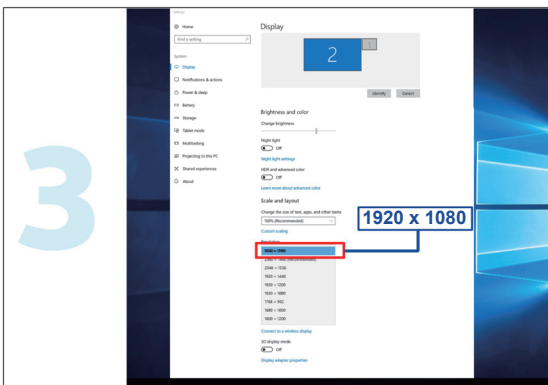 Settings
3
Home
Display
Find a setting
System
Display
Notifications & actions
Power & sleep
Battery
Storage
Tablet mode
Multitasking
Projecting to this PC
Shared experiences
About
2
1
Identify
Detect
Brightness and color
Change brightness
Night light
Off
Night light settings
HDR and advanced color
Off
Learn more about advanced color
Scale and layout
Change the size of text, apps, and other items
100% (Recommended)
Custom scaling
Resolution
1920 x 1080
(Recommended)
2048 × 1536
1920 × 1440
1920 × 1200
1920 × 1080
1680 × 1050
1600 × 1200
Connect to a wireless display
3D display mode
Off
Display adapter properties